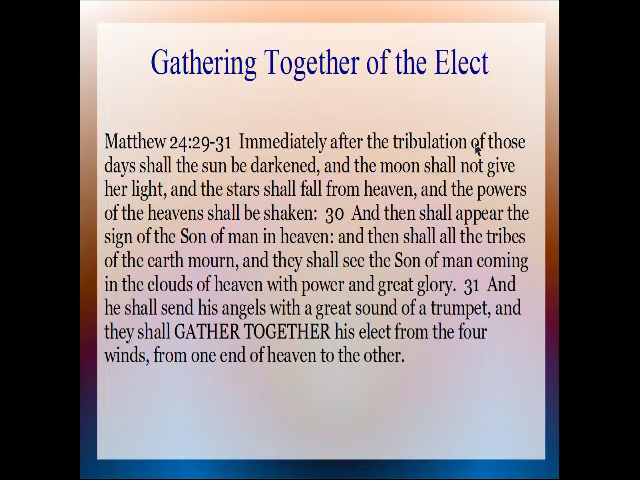 Gathering Together of the Elect
Matthew 24:29-31  Immediately after the tribulation of those
days shall the sun be darkened, and the moon shall not give
her light, and the stars shall fall from heaven, and the powers
of the heavens shall be shaken:  30  And then shall appear the
sign of the Son of man in heaven: and then shall all the tribes
of the earth mourn, and they shall see the Son of man coming
in the clouds of heaven with power and great glory.  31  And
he shall send his angels with a great sound of a trumpet, and
they shall GATHER TOGETHER his elect from the four
winds, from one end of heaven to the other.